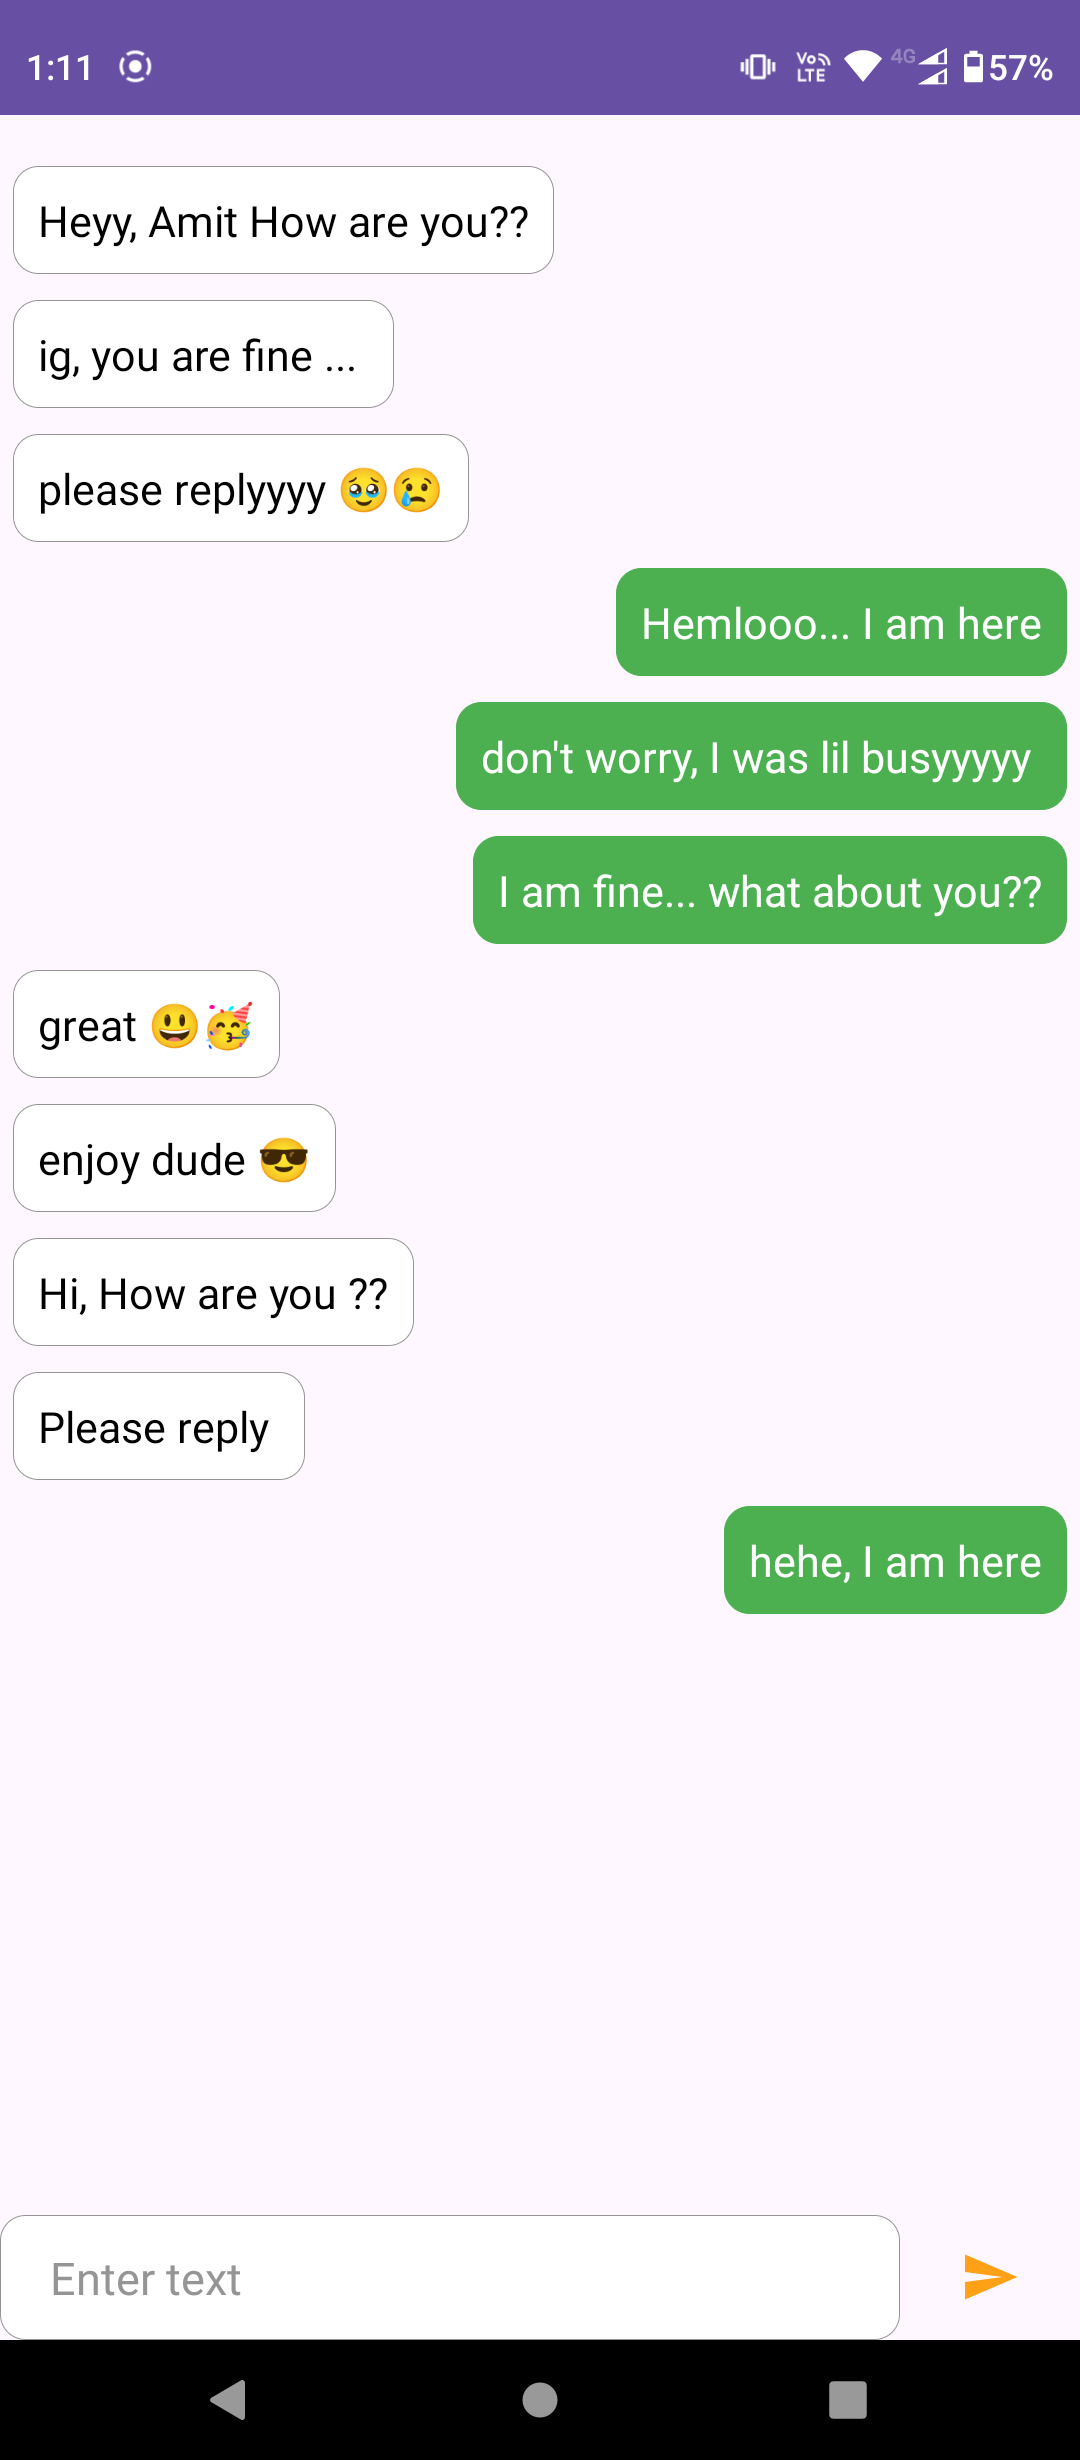 1:11 VoLTE 4G 57%
Heyy, Amit How are you??
ig, you are fine ...
please replyyyy 🥹😢
Hemlooo... I am here
don't worry, I was lil busyyyyy
I am fine... what about you??
great 😃🥳
enjoy dude 😎
Hi, How are you ??
Please reply
hehe, I am here
Enter text